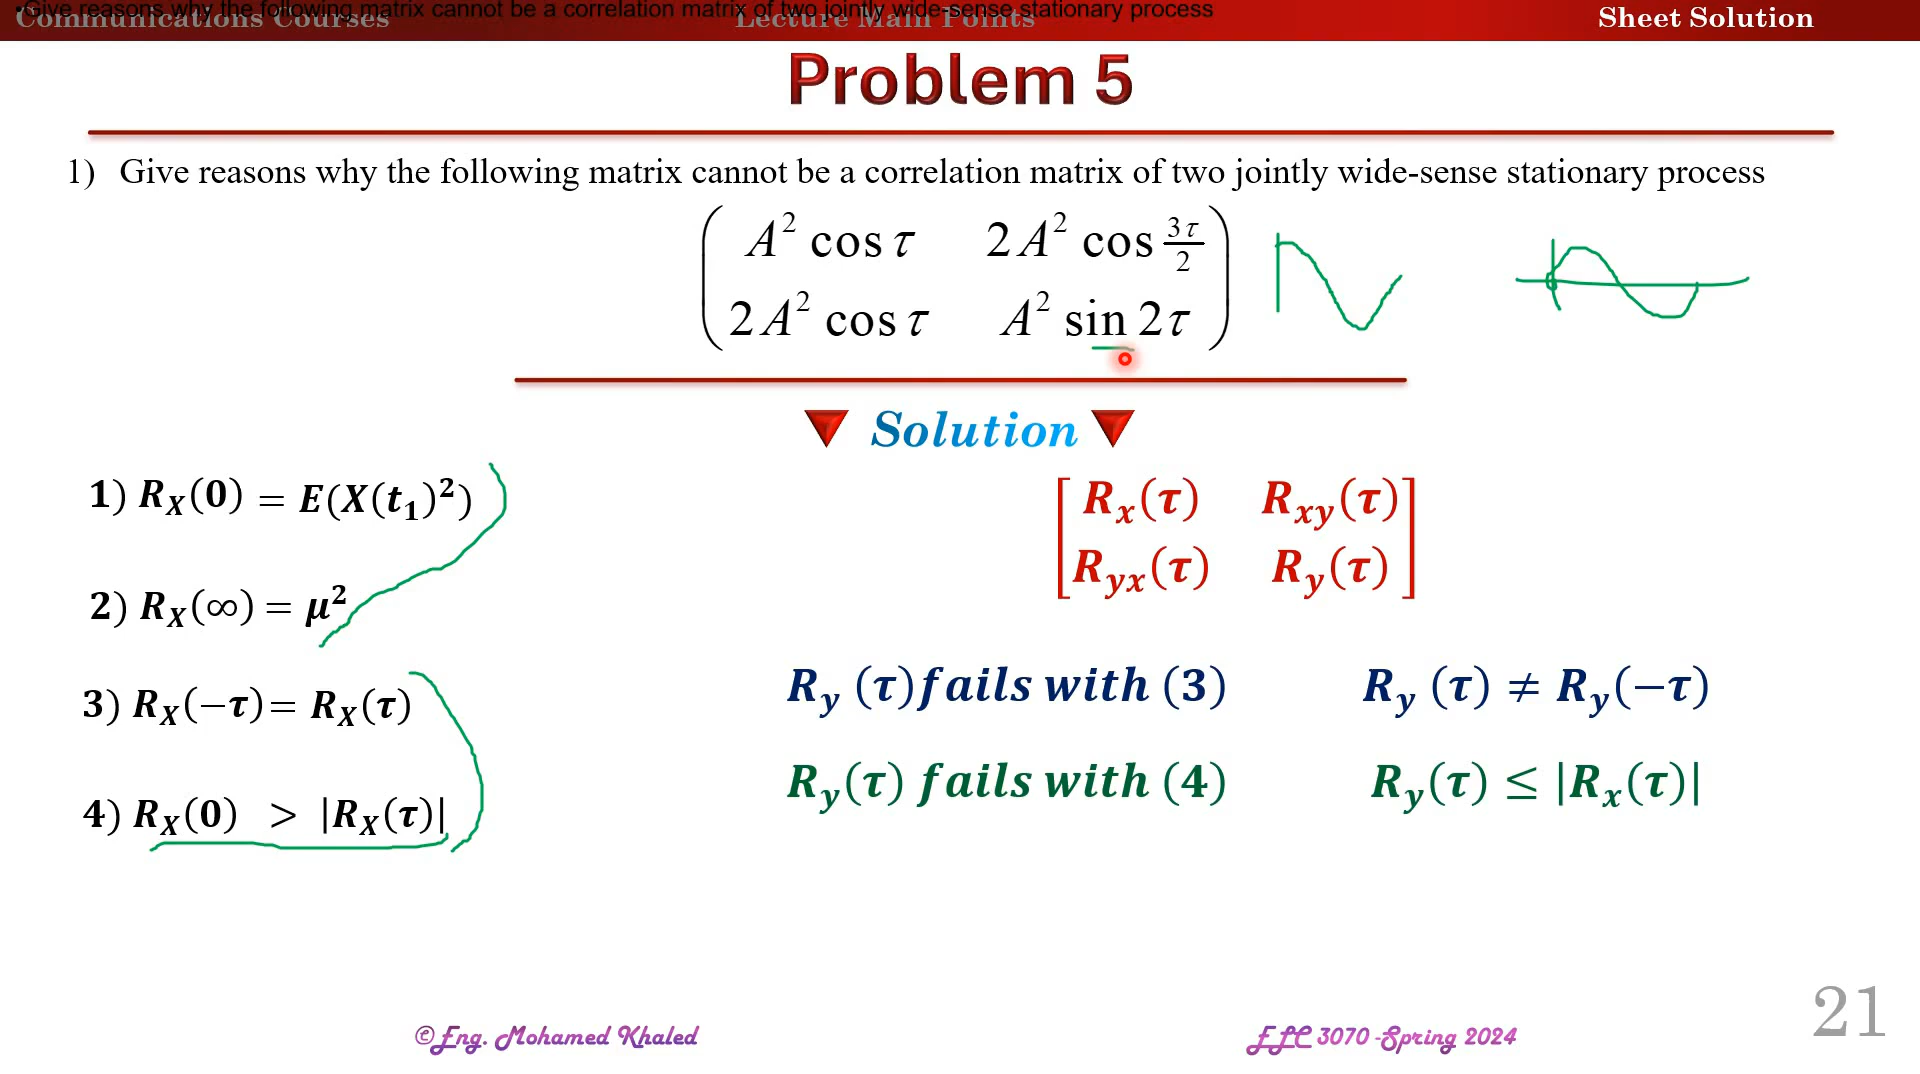 •Give reasons why the following matrix cannot be a correlation matrix of two jointly wide-sense stationary process
Communications Courses Lecture Main Points Sheet Solution
Problem 5
1) Give reasons why the following matrix cannot be a correlation matrix of two jointly wide-sense stationary process
A² cos τ 2A² cos 3τ/2
2A² cos τ A² sin 2τ
Solution
1) R_X(0) = E(X(t₁)²)
[R_x(τ) R_xy(τ)
R_yx(τ) R_y(τ)]
2) R_X(∞) = μ²
3) R_X(−τ)= R_X(τ)
R_y (τ)fails with (3) R_y (τ) ≠ R_y(−τ)
4) R_X(0) > |R_X(τ)|
R_y(τ) fails with (4) R_y(τ) ≤ |R_x(τ)|
©Eng. Mohamed Khaled
ELC 3070 -Spring 2024
21